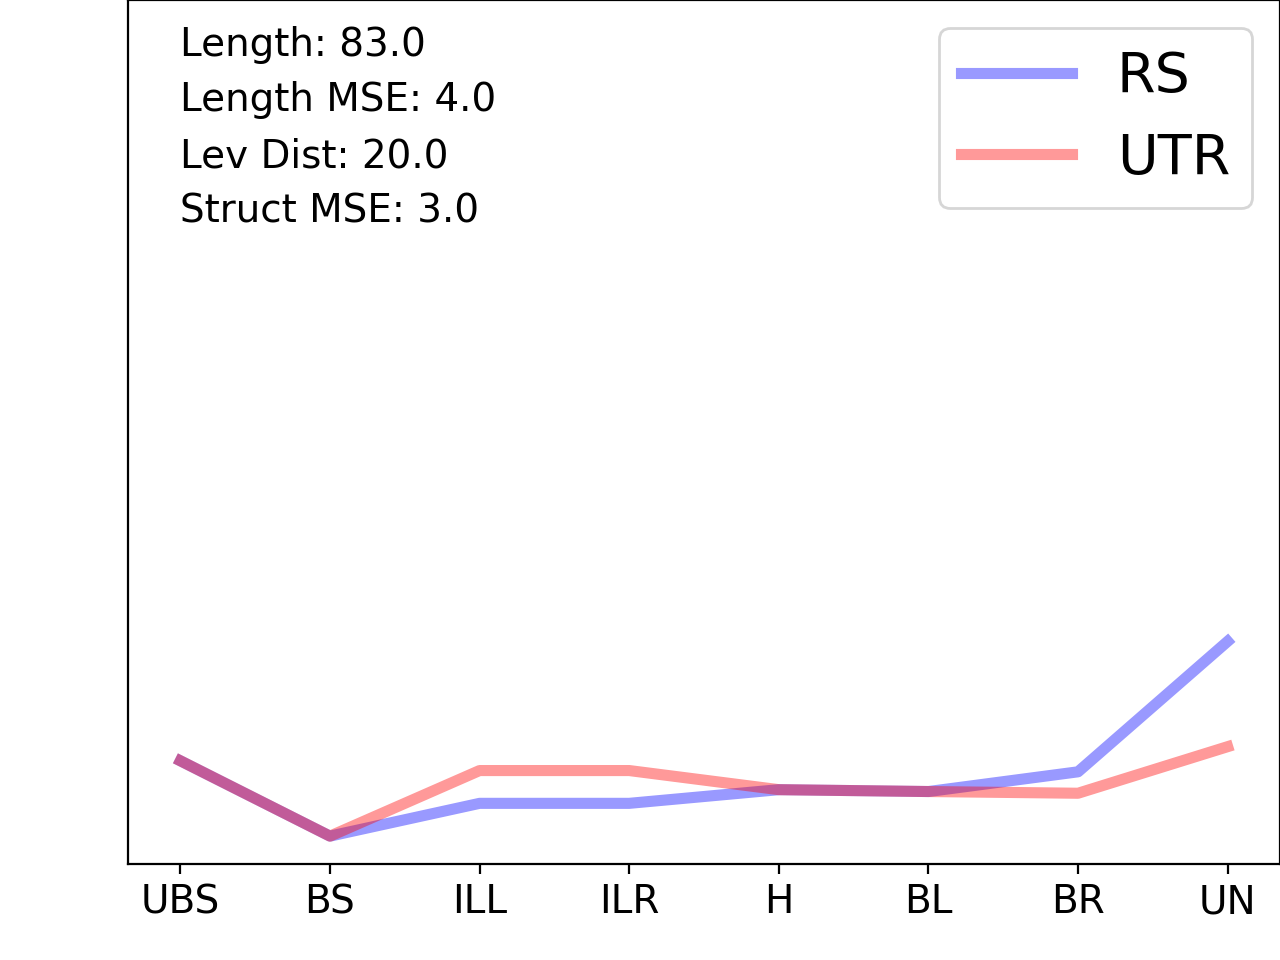 Length: 83.0
Length MSE: 4.0
Lev Dist: 20.0
Struct MSE: 3.0
RS
UTR
UBS BS ILL ILR H BL BR UN